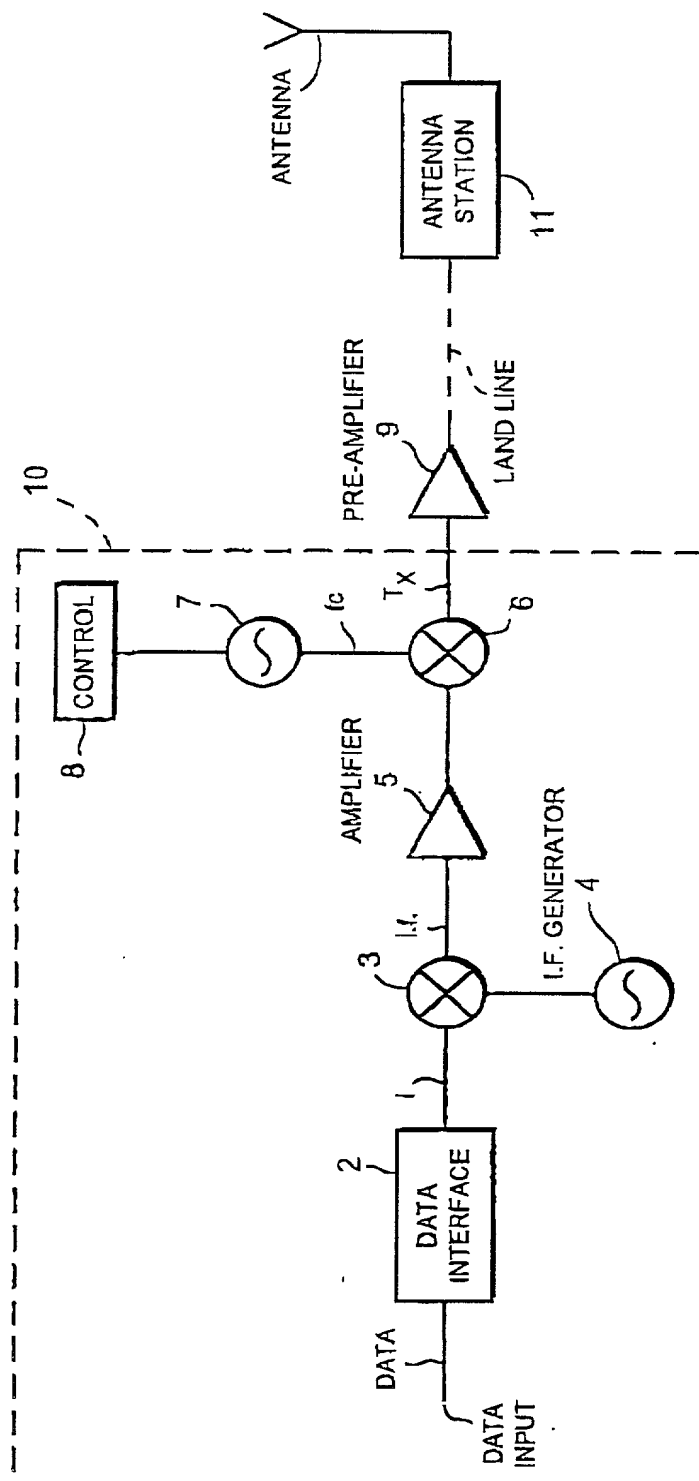 DATA
INPUT
DATA
2
DATA
INTERFACE
I
3
I.F. GENERATOR
4
I.f.
AMPLIFIER
5
6
fc
7
8
CONTROL
10
Tx
PRE-AMPLIFIER
9
LAND LINE
ANTENNA
STATION
11
ANTENNA